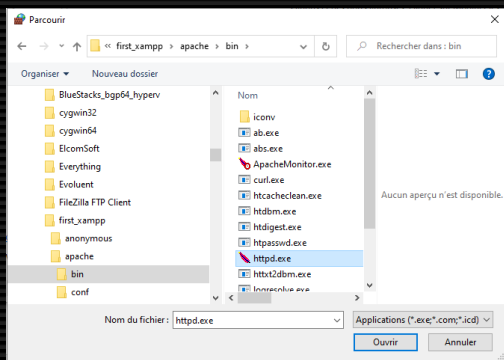 Parcourir
« first_xampp > apache > bin >
Rechercher dans : bin
Organiser
Nouveau dossier
?
BlueStacks_bgp64_hyperv
cygwin32
cygwin64
ElcomSoft
Everything
Evoluent
FileZilla FTP Client
first_xampp
anonymous
apache
bin
conf
Nom
iconv
ab.exe
abs.exe
ApacheMonitor.exe
curl.exe
htcacheclean.exe
htdbm.exe
htdigest.exe
htpasswd.exe
httpd.exe
httxt2dbm.exe
logresolve.exe
Aucun aperçu n'est disponible.
Nom du fichier : httpd.exe
Applications (*.exe;*.com;*.icd)
Ouvrir
Annuler